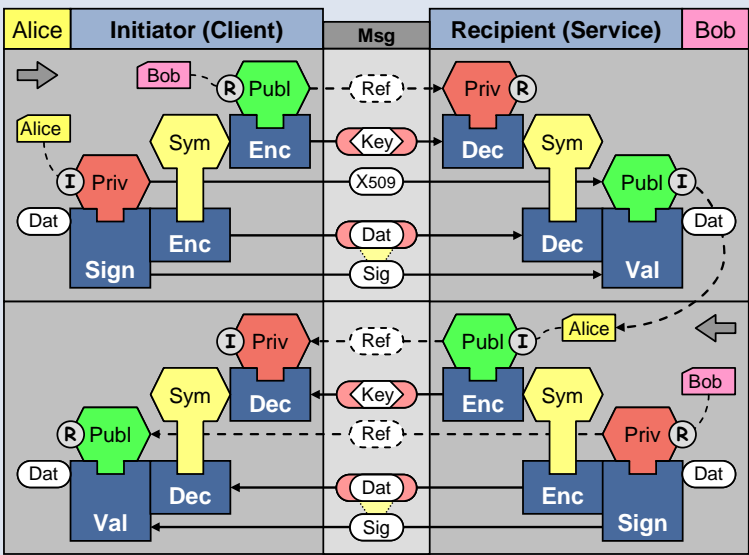 Alice Initiator (Client) Msg Recipient (Service) Bob
Bob R Publ Ref Priv R
Alice Sym Enc Key Dec Sym
I Priv X509 Publ I
Dat Enc Dat Dec Dat
Sign Sig Val
I Priv Ref Publ I Alice
Sym Dec Key Enc Sym Bob
R Publ Ref Priv R
Dat Dec Dat Enc Dat
Val Sig Sign